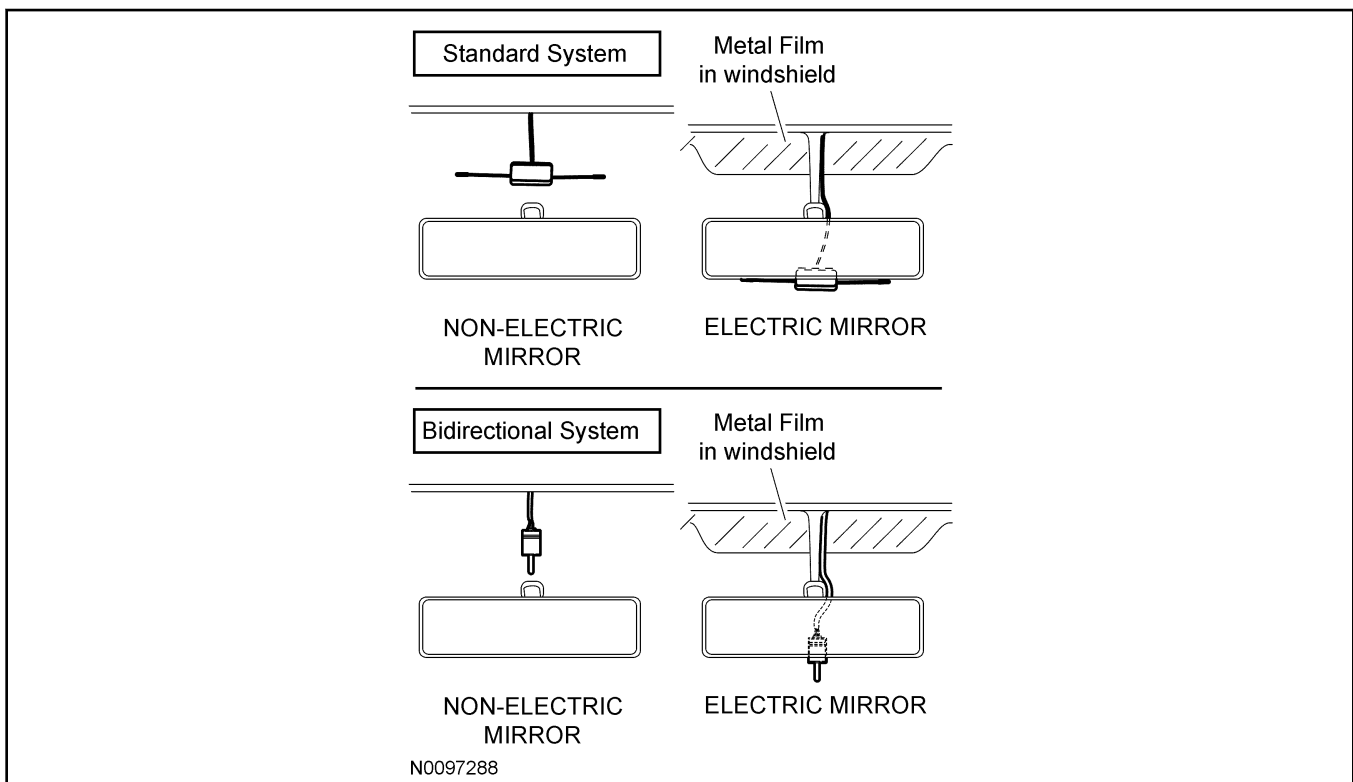 Standard System
Metal Film
in windshield
NON-ELECTRIC
MIRROR
ELECTRIC MIRROR
Bidirectional System
Metal Film
in windshield
NON-ELECTRIC
MIRROR
ELECTRIC MIRROR
N0097288